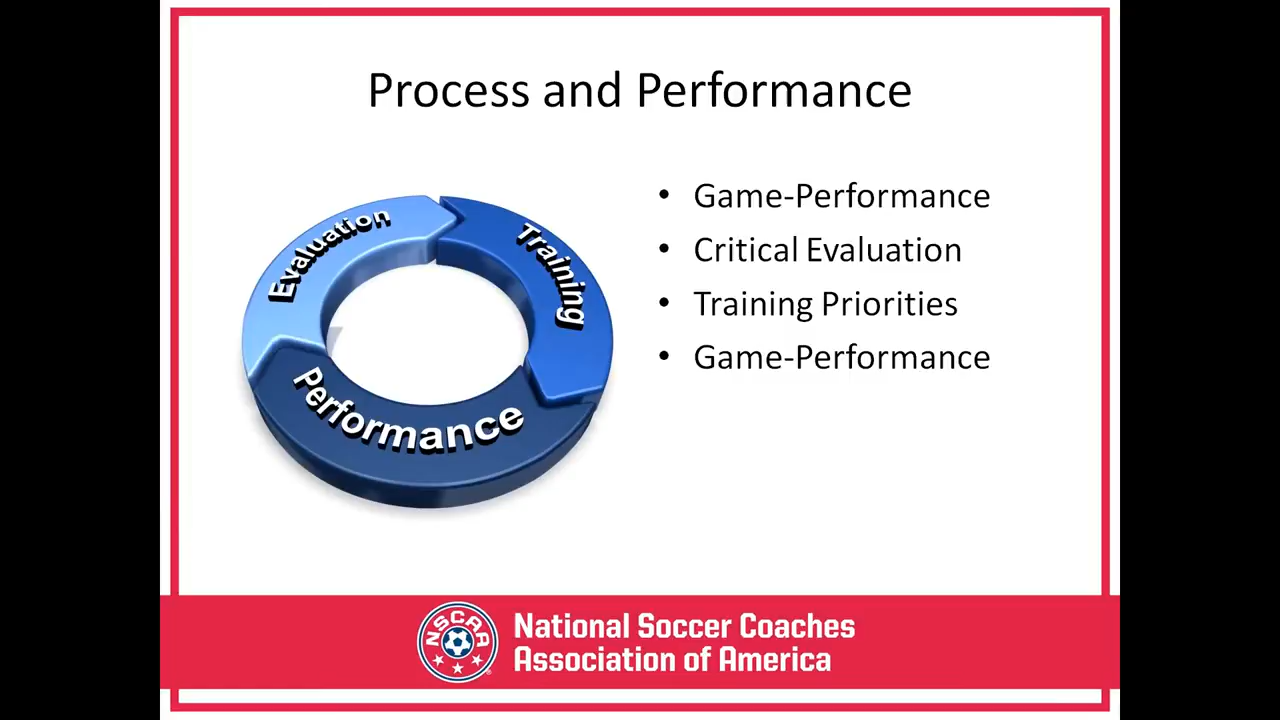 Process and Performance
Evaluation
Training
Performance
• Game-Performance
• Critical Evaluation
• Training Priorities
• Game-Performance
NSCAA
National Soccer Coaches
Association of America